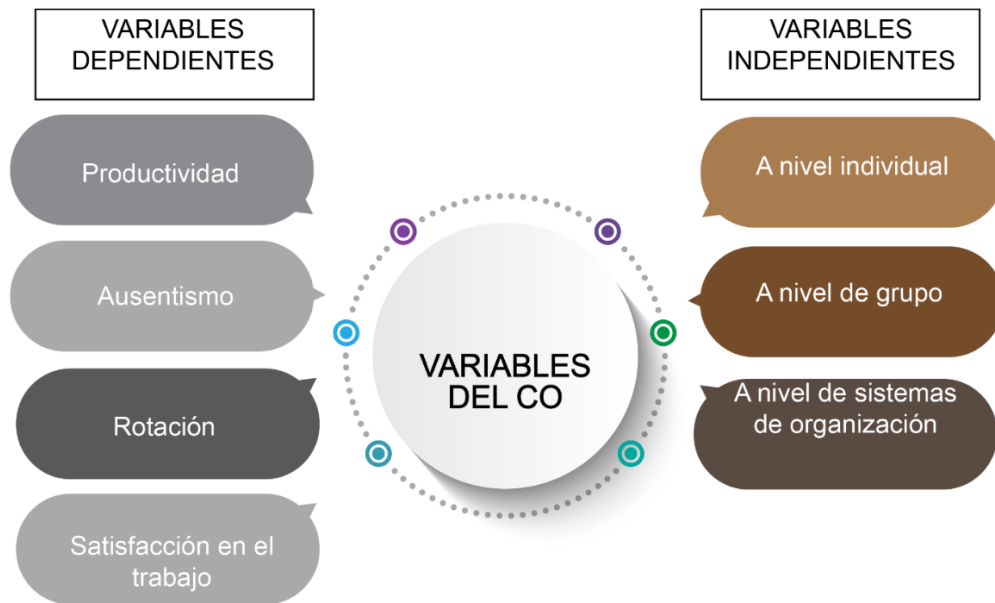 VARIABLES
DEPENDIENTES
Productividad
Ausentismo
Rotación
Satisfacción en el
trabajo
VARIABLES
DEL CO
VARIABLES
INDEPENDIENTES
A nivel individual
A nivel de grupo
A nivel de sistemas
de organización